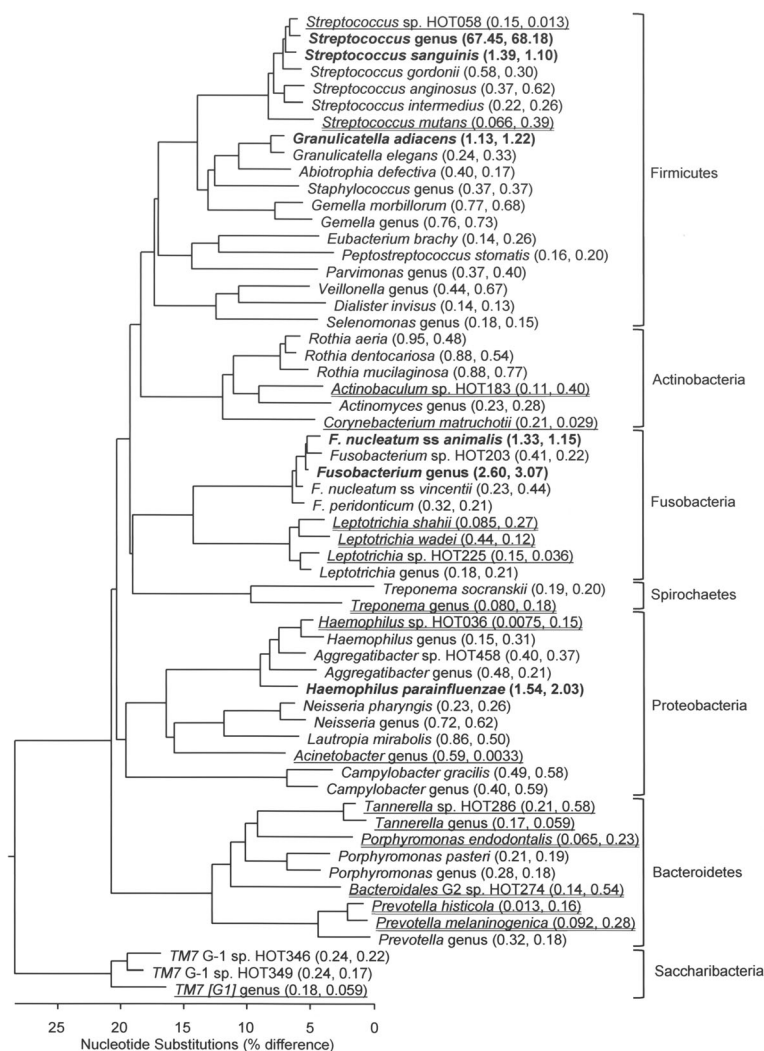 Streptococcus sp. HOT058 (0.15, 0.013)
Streptococcus genus (67.45, 68.18)
Streptococcus sanguinis (1.39, 1.10)
Streptococcus gordonii (0.58, 0.30)
Streptococcus anginosus (0.37, 0.62)
Streptococcus intermedius (0.22, 0.26)
Streptococcus mutans (0.066, 0.39)
Granulicatella adiacens (1.13, 1.22)
Granulicatella elegans (0.24, 0.33)
Abiotrophia defectiva (0.40, 0.17)
Staphylococcus genus (0.37, 0.37)
Gemella morbillorum (0.77, 0.68)
Gemella genus (0.76, 0.73)
Eubacterium brachy (0.14, 0.26)
Peptostreptococcus stomatis (0.16, 0.20)
Parvimonas genus (0.37, 0.40)
Veillonella genus (0.44, 0.67)
Dialister invisus (0.14, 0.13)
Selenomonas genus (0.18, 0.15)
Firmicutes
Rothia aeria (0.95, 0.48)
Rothia dentocariosa (0.88, 0.54)
Rothia mucilaginosa (0.88, 0.77)
Actinobaculum sp. HOT183 (0.11, 0.40)
Actinomyces genus (0.23, 0.28)
Corynebacterium matruchotii (0.21, 0.029)
Actinobacteria
F. nucleatum ss animalis (1.33, 1.15)
Fusobacterium sp. HOT203 (0.41, 0.22)
Fusobacterium genus (2.60, 3.07)
F. nucleatum ss vincentii (0.23, 0.44)
F. peridonticum (0.32, 0.21)
Leptotrichia shahii (0.085, 0.27)
Leptotrichia wadei (0.44, 0.12)
Leptotrichia sp. HOT225 (0.15, 0.036)
Leptotrichia genus (0.18, 0.21)
Fusobacteria
Treponema socranskii (0.19, 0.20)
Treponema genus (0.080, 0.18)
Spirochaetes
Haemophilus sp. HOT036 (0.0075, 0.15)
Haemophilus genus (0.15, 0.31)
Aggregatibacter sp. HOT458 (0.40, 0.37)
Aggregatibacter genus (0.48, 0.21)
Haemophilus parainfluenzae (1.54, 2.03)
Neisseria pharyngis (0.23, 0.26)
Neisseria genus (0.72, 0.62)
Lautropia mirabolis (0.86, 0.50)
Acinetobacter genus (0.59, 0.0033)
Campylobacter gracilis (0.49, 0.58)
Campylobacter genus (0.40, 0.59)
Proteobacteria
Tannerella sp. HOT286 (0.21, 0.58)
Tannerella genus (0.17, 0.059)
Porphyromonas endodontalis (0.065, 0.23)
Porphyromonas pasteri (0.21, 0.19)
Porphyromonas genus (0.28, 0.18)
Bacteroidales G2 sp. HOT274 (0.14, 0.54)
Prevotella histicola (0.013, 0.16)
Prevotella melaninogenica (0.092, 0.28)
Prevotella genus (0.32, 0.18)
Bacteroidetes
TM7 G-1 sp. HOT346 (0.24, 0.22)
TM7 G-1 sp. HOT349 (0.24, 0.17)
TM7 [G1] genus (0.18, 0.059)
Saccharibacteria
25 20 15 10 5 0
Nucleotide Substitutions (% difference)